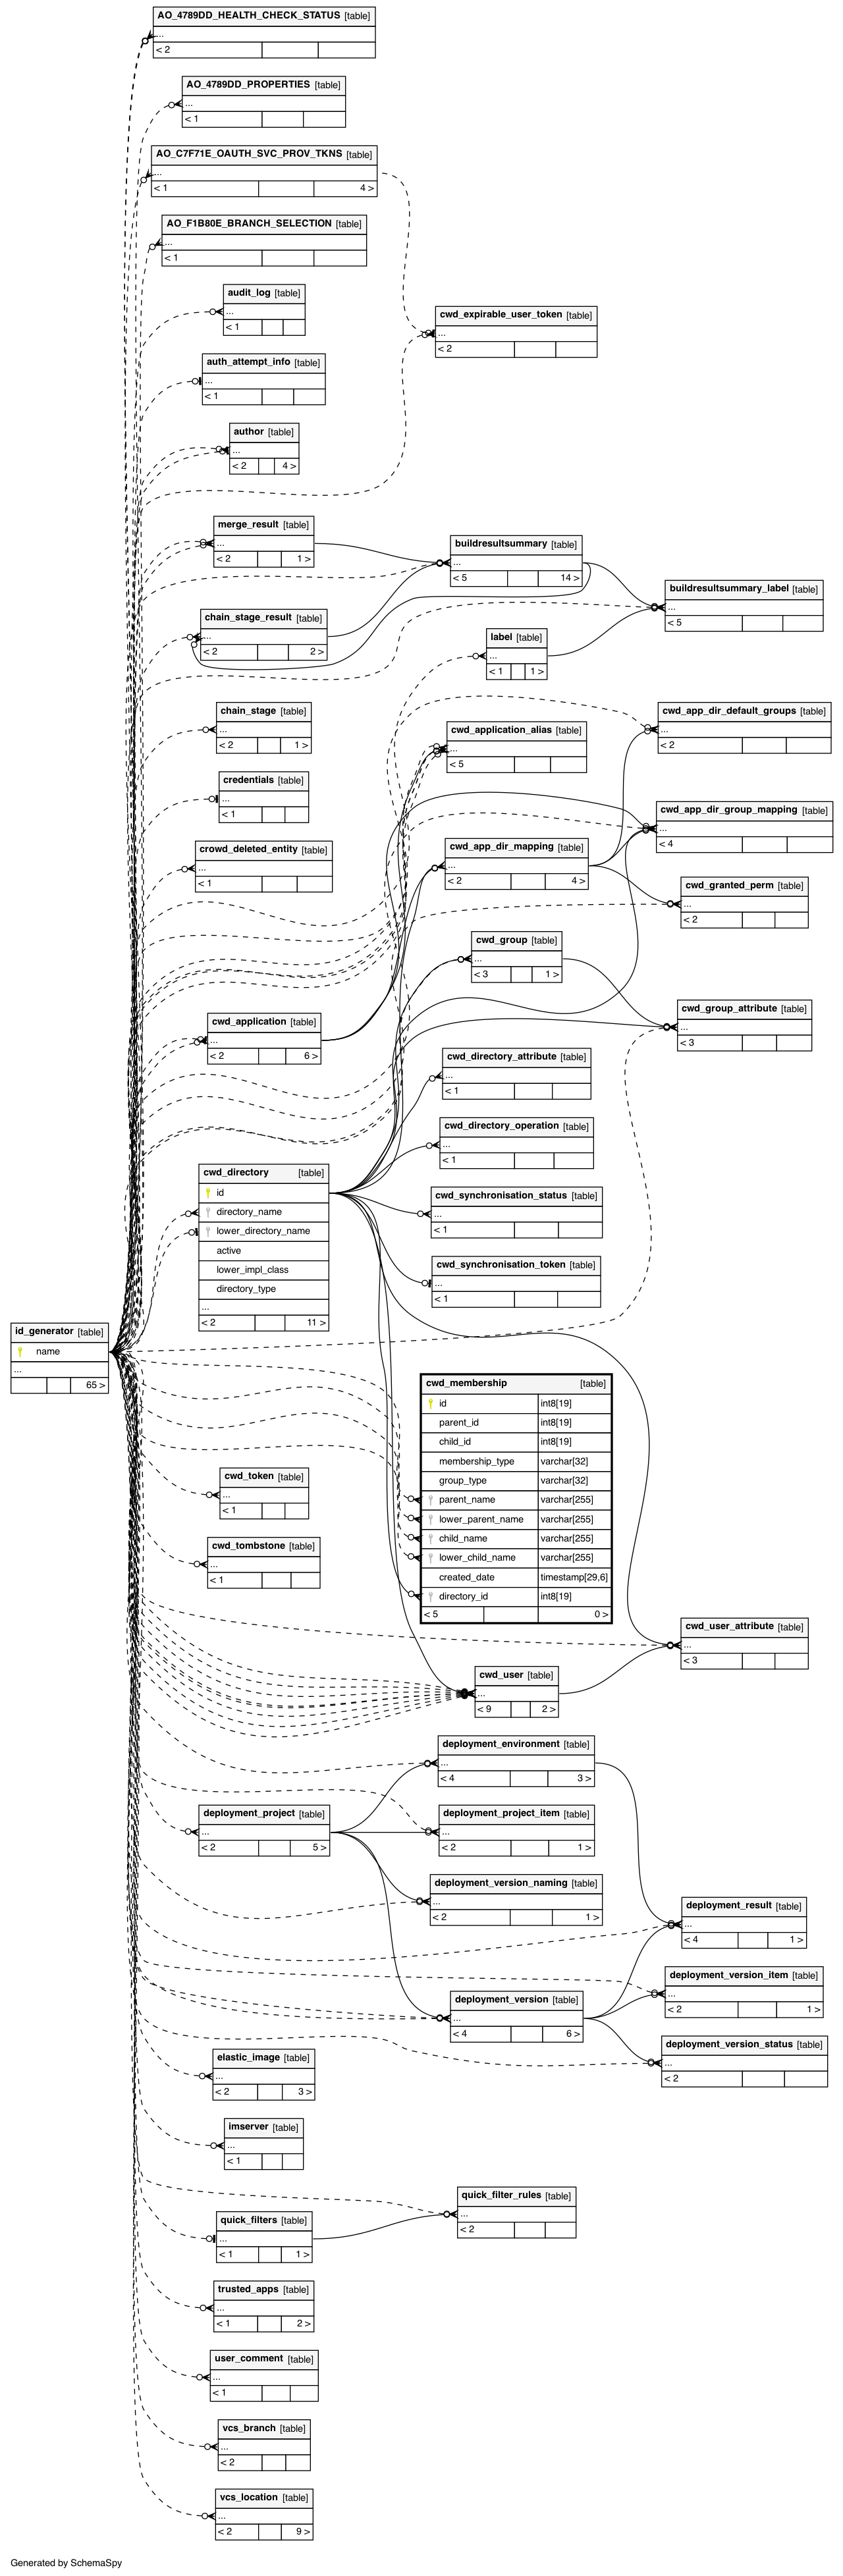 AO_4789DD_HEALTH_CHECK_STATUS [table]
...
< 2
AO_4789DD_PROPERTIES [table]
...
< 1
AO_C7F71E_OAUTH_SVC_PROV_TKNS [table]
...
< 1 4 >
AO_F1B80E_BRANCH_SELECTION [table]
...
< 1
audit_log [table]
...
< 1
cwd_expirable_user_token [table]
...
< 2
auth_attempt_info [table]
...
< 1
author [table]
...
< 2 4 >
merge_result [table]
...
< 2 1 >
buildresultsummary [table]
...
< 5 14 >
buildresultsummary_label [table]
...
< 5
chain_stage_result [table]
...
< 2 2 >
label [table]
...
< 1 1 >
chain_stage [table]
...
< 2 1 >
cwd_app_dir_default_groups [table]
...
< 2
cwd_application_alias [table]
...
< 5
credentials [table]
...
< 1
cwd_app_dir_group_mapping [table]
...
< 4
crowd_deleted_entity [table]
...
< 1
cwd_app_dir_mapping [table]
...
< 2 4 >
cwd_granted_perm [table]
...
< 2
cwd_group [table]
...
< 3 1 >
cwd_group_attribute [table]
...
< 3
cwd_application [table]
...
< 2 6 >
cwd_directory_attribute [table]
...
< 1
cwd_directory_operation [table]
...
< 1
cwd_directory [table]
id
directory_name
lower_directory_name
active
lower_impl_class
directory_type
...
< 2 11 >
cwd_synchronisation_status [table]
...
< 1
cwd_synchronisation_token [table]
...
< 1
id_generator [table]
name
...
65 >
cwd_membership [table]
id int8[19]
parent_id int8[19]
child_id int8[19]
membership_type varchar[32]
group_type varchar[32]
parent_name varchar[255]
lower_parent_name varchar[255]
child_name varchar[255]
lower_child_name varchar[255]
created_date timestamp[29,6]
directory_id int8[19]
< 5 0 >
cwd_token [table]
...
< 1
cwd_tombstone [table]
...
< 1
cwd_user_attribute [table]
...
< 3
cwd_user [table]
...
< 9 2 >
deployment_environment [table]
...
< 4 3 >
deployment_project [table]
...
< 2 5 >
deployment_project_item [table]
...
< 2 1 >
deployment_version_naming [table]
...
< 2 1 >
deployment_result [table]
...
< 4 1 >
deployment_version_item [table]
...
< 2 1 >
deployment_version [table]
...
< 4 6 >
deployment_version_status [table]
...
< 2
elastic_image [table]
...
< 2 3 >
imserver [table]
...
< 1
quick_filter_rules [table]
...
< 2
quick_filters [table]
...
< 1 1 >
trusted_apps [table]
...
< 1 2 >
user_comment [table]
...
< 1
vcs_branch [table]
...
< 2
vcs_location [table]
...
< 2 9 >
Generated by SchemaSpy